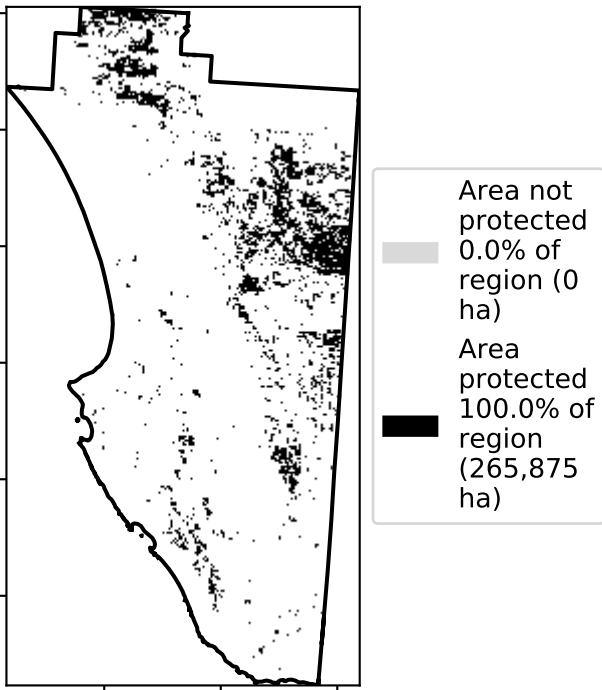 Area not
protected
0.0% of
region (0
ha)
Area
protected
100.0% of
region
(265,875
ha)